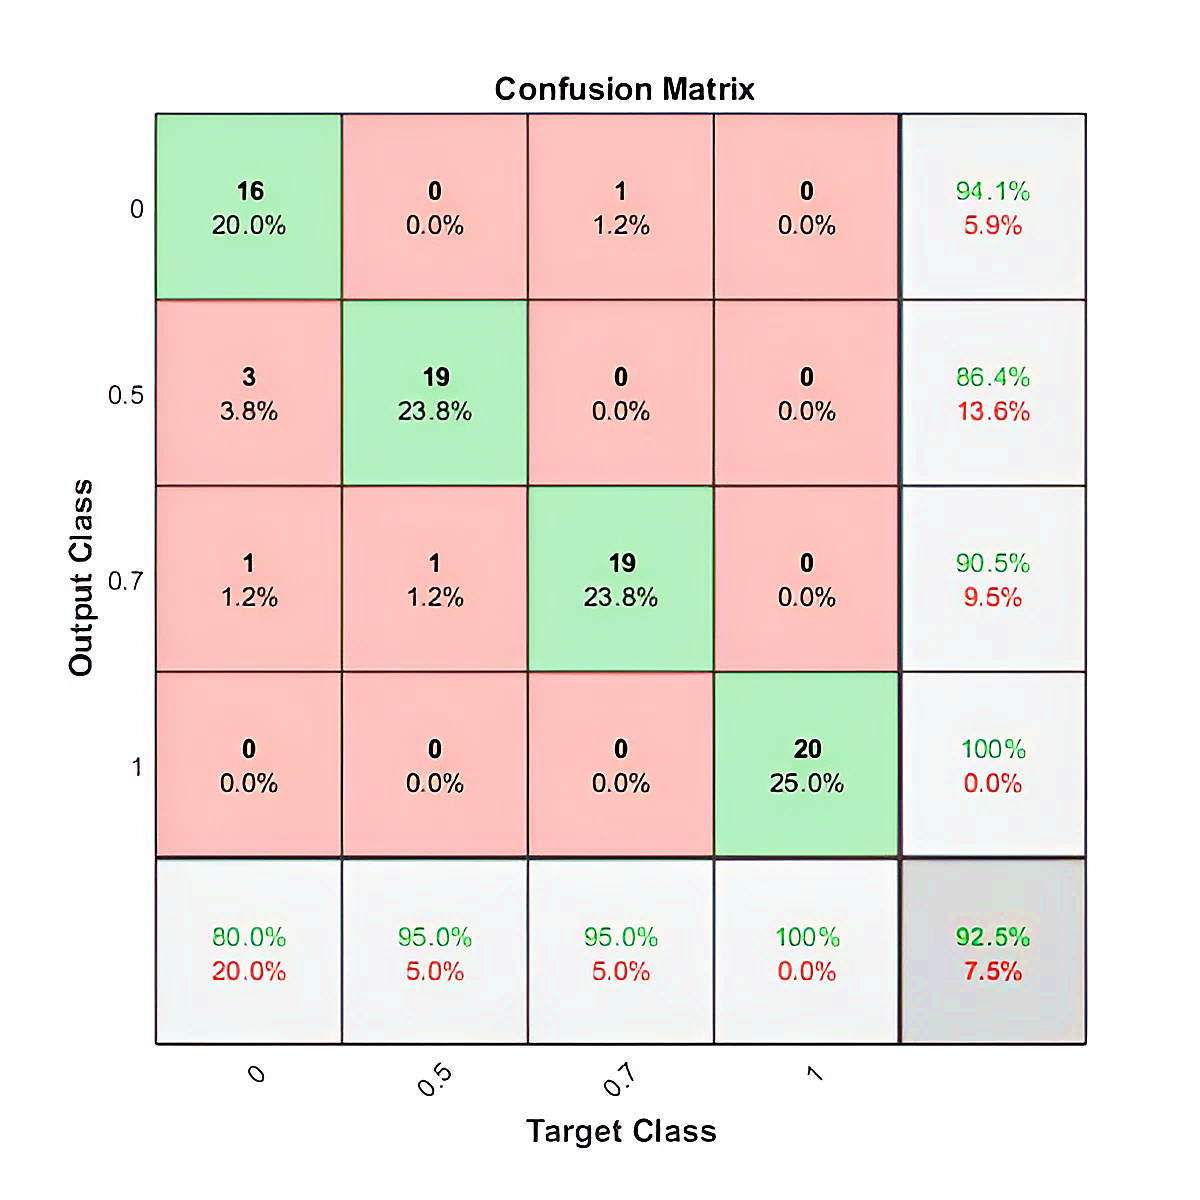 Confusion Matrix
16 0 1 0 94.1%
20.0% 0.0% 1.2% 0.0% 5.9%
0
3 19 0 0 86.4%
3.8% 23.8% 0.0% 0.0% 13.6%
0.5
1 1 19 0 90.5%
1.2% 1.2% 23.8% 0.0% 9.5%
0.7
0 0 0 20 100%
0.0% 0.0% 0.0% 25.0% 0.0%
1
80.0% 95.0% 95.0% 100% 92.5%
20.0% 5.0% 5.0% 0.0% 7.5%
0 0.5 0.7 1
Target Class
Output Class